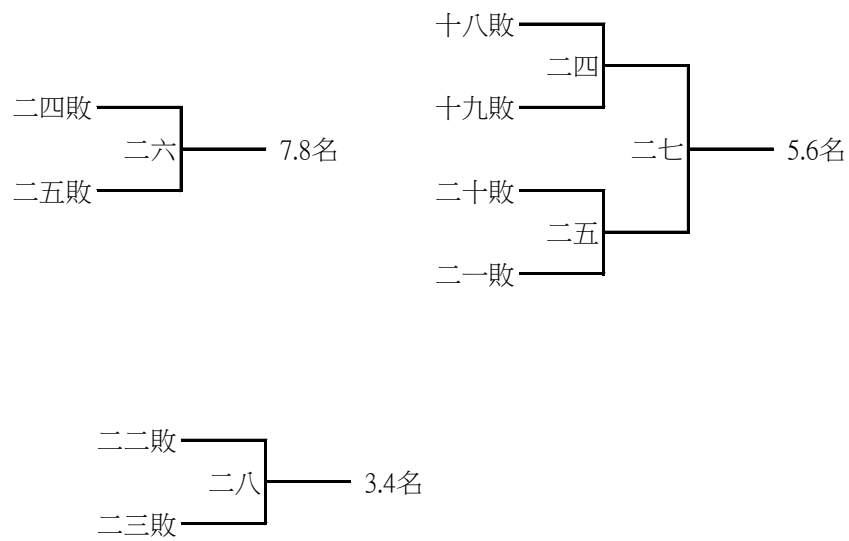 十八敗
二四
二四敗
十九敗
二六
7.8名
二七
5.6名
二五敗
二十敗
二五
二一敗
二二敗
二八
3.4名
二三敗